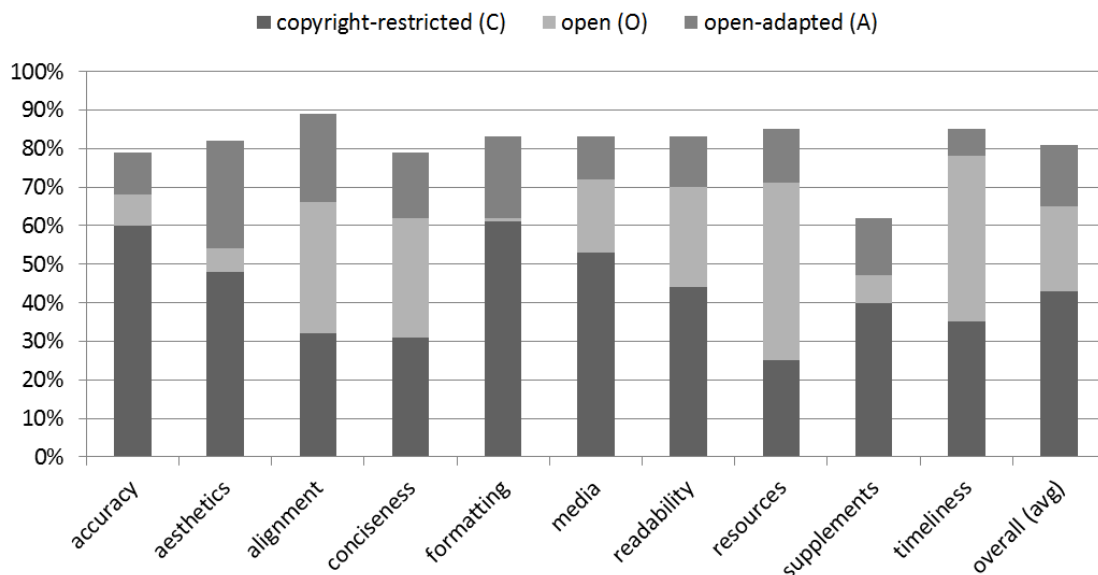 copyright-restricted (C) open (O) open-adapted (A)
100%
90%
80%
70%
60%
50%
40%
30%
20%
10%
0%
accuracy
aesthetics
alignment
conciseness
formatting
media
readability
resources
supplements
timeliness
overall (avg)